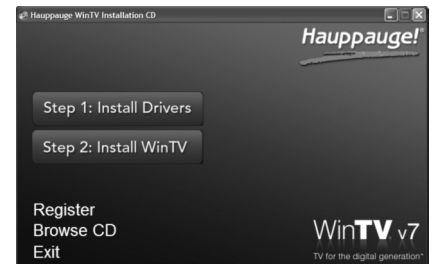 Hauppauge WinTV Installation CD
Hauppauge!®
Step 1: Install Drivers
Step 2: Install WinTV
Register
Browse CD
Exit
WinTV v7
TV for the digital generation™